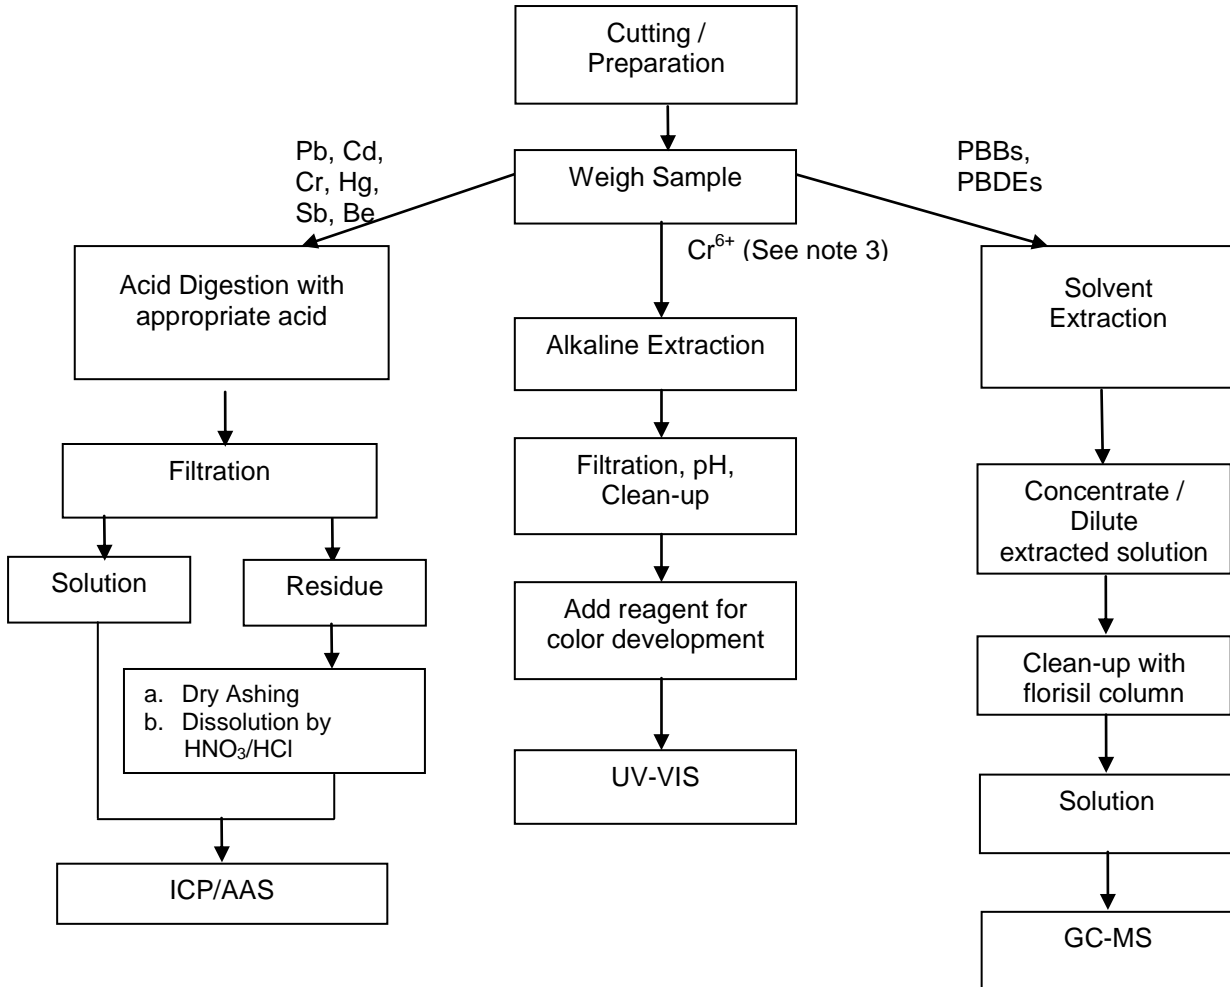 Cutting /
Preparation
Pb, Cd,
Cr, Hg,
Sb, Be
Weigh Sample
PBBs,
PBDEs
Cr⁶⁺ (See note 3)
Acid Digestion with
appropriate acid
Alkaline Extraction
Solvent
Extraction
Filtration
Filtration, pH,
Clean-up
Concentrate /
Dilute
extracted solution
Solution
Residue
Add reagent for
color development
Clean-up with
florisil column
a. Dry Ashing
b. Dissolution by
HNO₃/HCl
UV-VIS
Solution
ICP/AAS
GC-MS